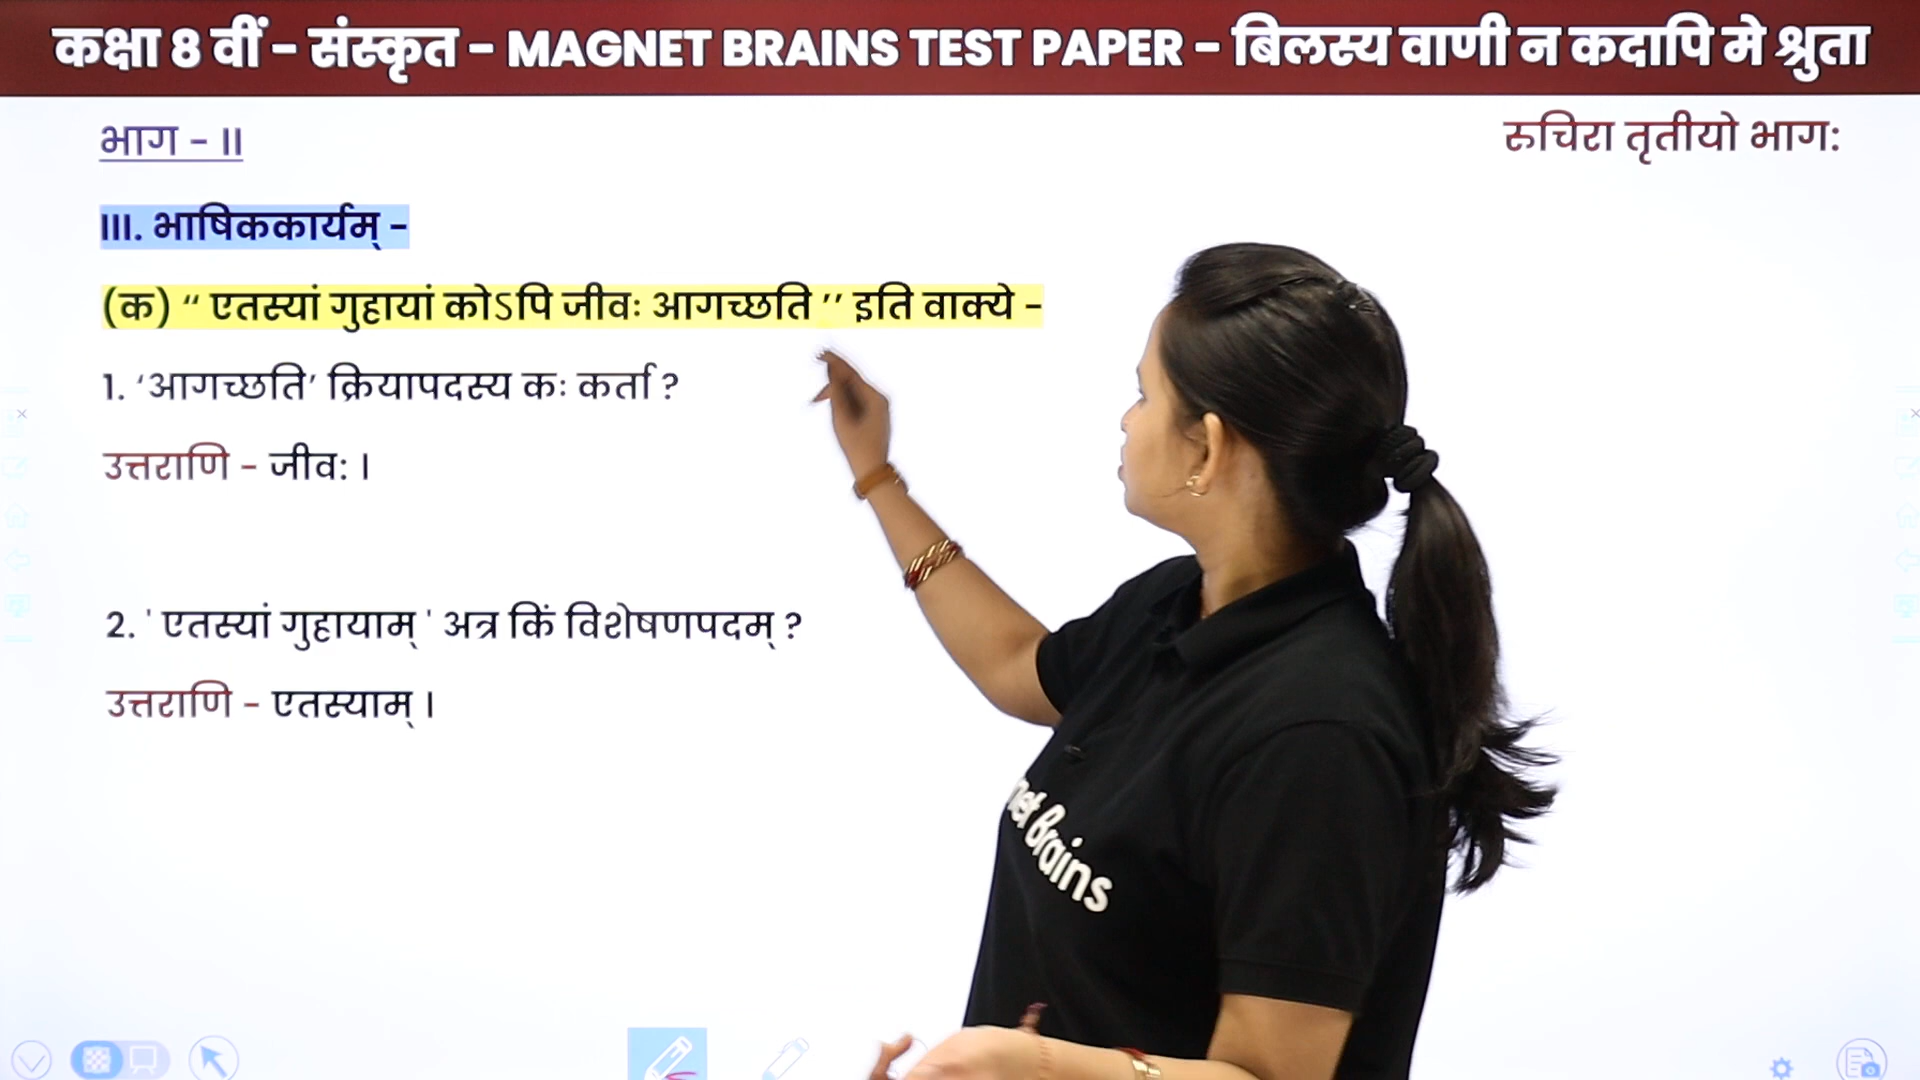 कक्षा 8 वीं - संस्कृत - MAGNET BRAINS TEST PAPER - बिलस्य वाणी न कदापि मे श्रुता
भाग - II
रुचिरा तृतीयो भाग:
III. भाषिककार्यम् -
(क) “ एतस्यां गुहायां कोऽपि जीवः आगच्छति ’’ इति वाक्ये -
1. ‘आगच्छति’ क्रियापदस्य कः कर्ता ?
उत्तराणि - जीव: ।
2. ' एतस्यां गुहायाम् ' अत्र किं विशेषणपदम् ?
उत्तराणि - एतस्याम् ।
net Brains